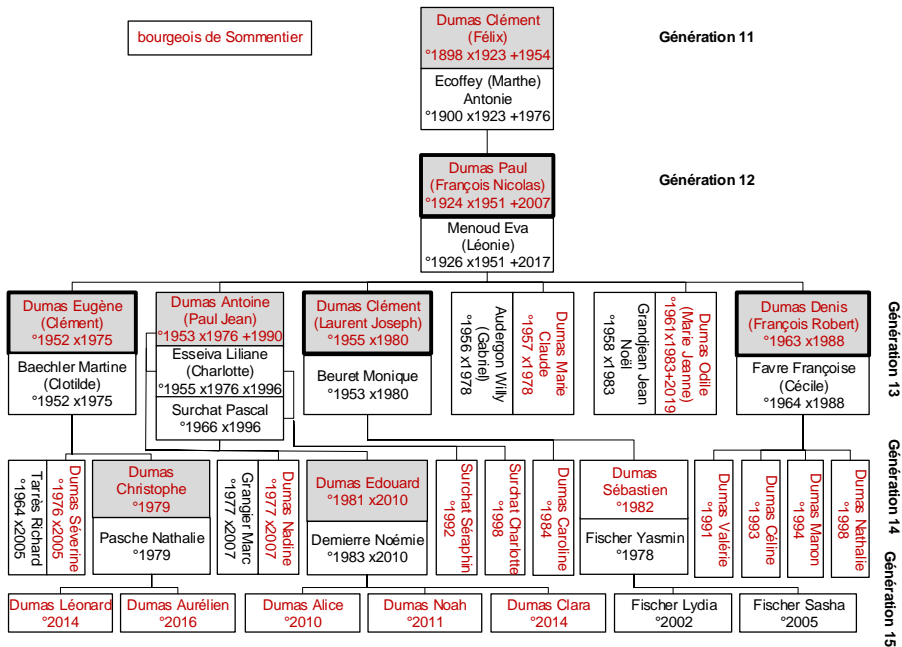 bourgeois de Sommentier
Dumas Clément
(Félix)
°1898 x1923 +1954
Ecoffey (Marthe)
Antonie
°1900 x1923 +1976
Génération 11
Dumas Paul
(François Nicolas)
°1924 x1951 +2007
Menoud Eva
(Léonie)
°1926 x1951 +2017
Génération 12
Dumas Eugène
(Clément)
°1952 x1975
Baechler Martine
(Clotilde)
°1952 x1975
Dumas Antoine
(Paul Jean)
°1953 x1976 +1990
Esseiva Liliane
(Charlotte)
°1955 x1976 x1996
Surchat Pascal
°1966 x1996
Dumas Clément
(Laurent Joseph)
°1955 x1980
Beuret Monique
°1953 x1980
Dumas Marie
Claude
°1957 x1978
Audergon Willy
(Gabriel)
°1956 x1978
Dumas Odile
(Marie Jeanne)
°1961x1983+2019
Grandjean Jean
Noël
°1958 x1983
Dumas Denis
(François Robert)
°1963 x1988
Favre Françoise
(Cécile)
°1964 x1988
Génération 13
Dumas Séverine
°1976 x2005
Tarrès Richard
°1964 x2005
Dumas
Christophe
°1979
Pasche Nathalie
°1979
Dumas Nadine
°1977 x2007
Grangier Marc
°1977 x2007
Dumas Edouard
°1981 x2010
Demierre Noémie
°1983 x2010
Surchat Séraphin
°1992
Surchat Charlotte
°1998
Dumas Caroline
°1984
Dumas
Sébastien
°1982
Fischer Yasmin
°1978
Dumas Valérie
°1991
Dumas Céline
°1993
Dumas Manon
°1994
Dumas Nathalie
°1998
Génération 14
Dumas Léonard
°2014
Dumas Aurélien
°2016
Dumas Alice
°2010
Dumas Noah
°2011
Dumas Clara
°2014
Fischer Lydia
°2002
Fischer Sasha
°2005
Génération 15